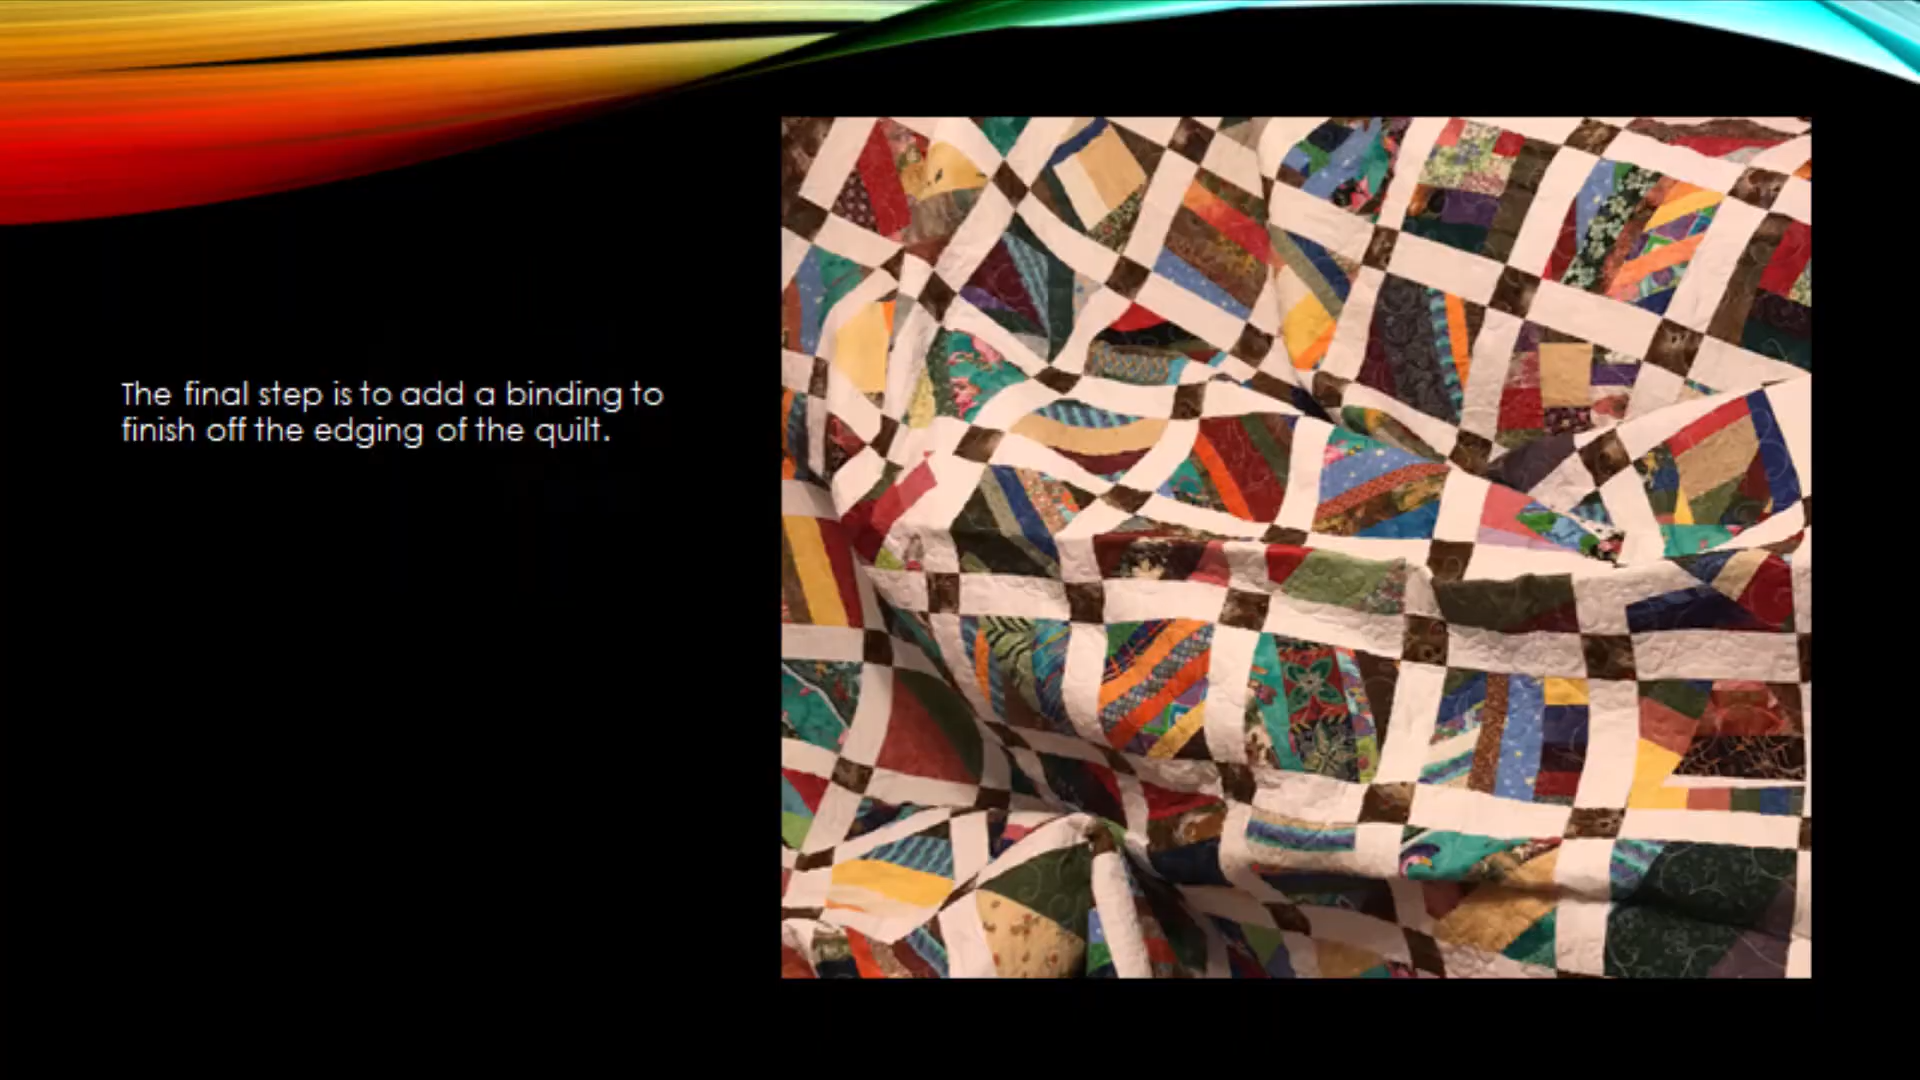 The final step is to add a binding to
finish off the edging of the quilt.